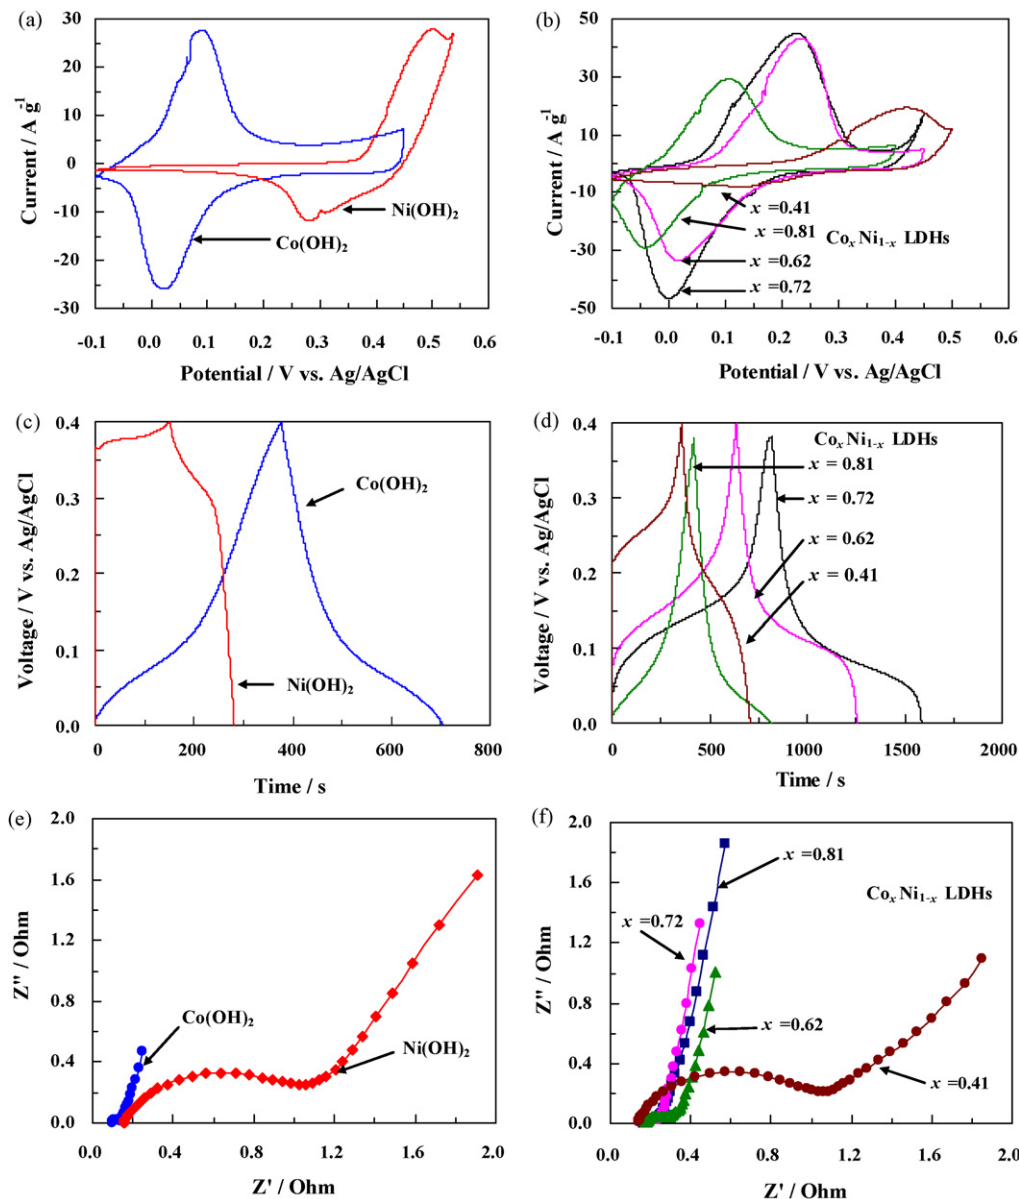 (a)
30
20
10
0
-10
-20
-30
Current / A g⁻¹
Ni(OH)₂
Co(OH)₂
-0.1 0.0 0.1 0.2 0.3 0.4 0.5 0.6
Potential / V vs. Ag/AgCl
(b)
50
30
10
-10
-30
-50
Current / A g⁻¹
x =0.41
x =0.81
CoₓNi₁₋ₓ LDHs
x =0.62
x =0.72
-0.1 0.0 0.1 0.2 0.3 0.4 0.5 0.6
Potential / V vs. Ag/AgCl
(c)
0.4
0.3
0.2
0.1
0.0
Voltage / V vs. Ag/AgCl
Co(OH)₂
Ni(OH)₂
0 200 400 600 800
Time / s
(d)
0.4
0.3
0.2
0.1
0.0
Voltage / V vs. Ag/AgCl
CoₓNi₁₋ₓ LDHs
x = 0.81
x = 0.72
x = 0.62
x = 0.41
0 500 1000 1500 2000
Time / s
(e)
2.0
1.6
1.2
0.8
0.4
0.0
Z'' / Ohm
Co(OH)₂
Ni(OH)₂
0.0 0.4 0.8 1.2 1.6 2.0
Z' / Ohm
(f)
2.0
1.6
1.2
0.8
0.4
0.0
Z'' / Ohm
x =0.81
CoₓNi₁₋ₓ LDHs
x =0.72
x =0.62
x =0.41
0.0 0.4 0.8 1.2 1.6 2.0
Z' / Ohm